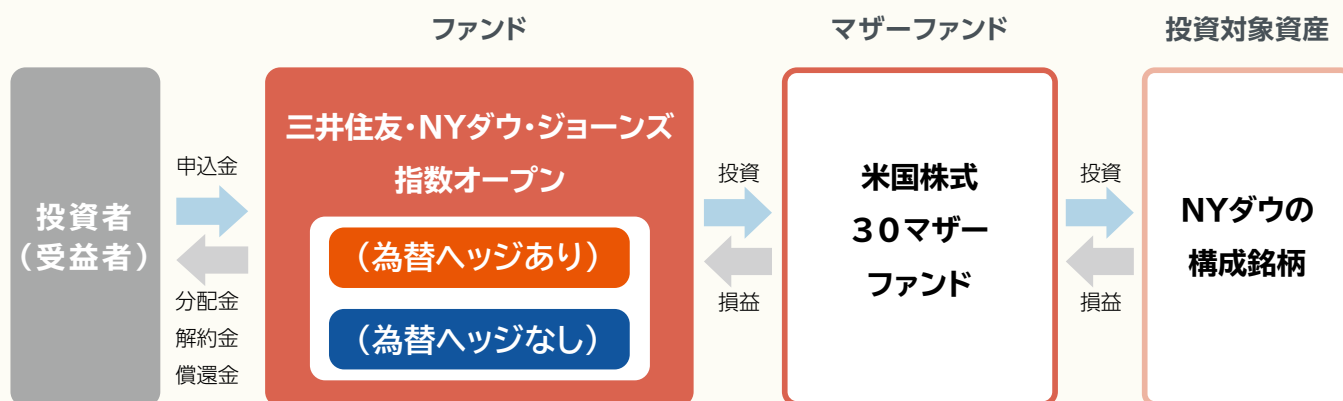 ファンド
マザーファンド
投資対象資産
投資者
（受益者）
申込金
分配金
解約金
償還金
三井住友・NYダウ・ジョーンズ
指数オープン
（為替ヘッジあり）
（為替ヘッジなし）
投資
損益
米国株式
３０マザー
ファンド
投資
損益
NYダウの
構成銘柄